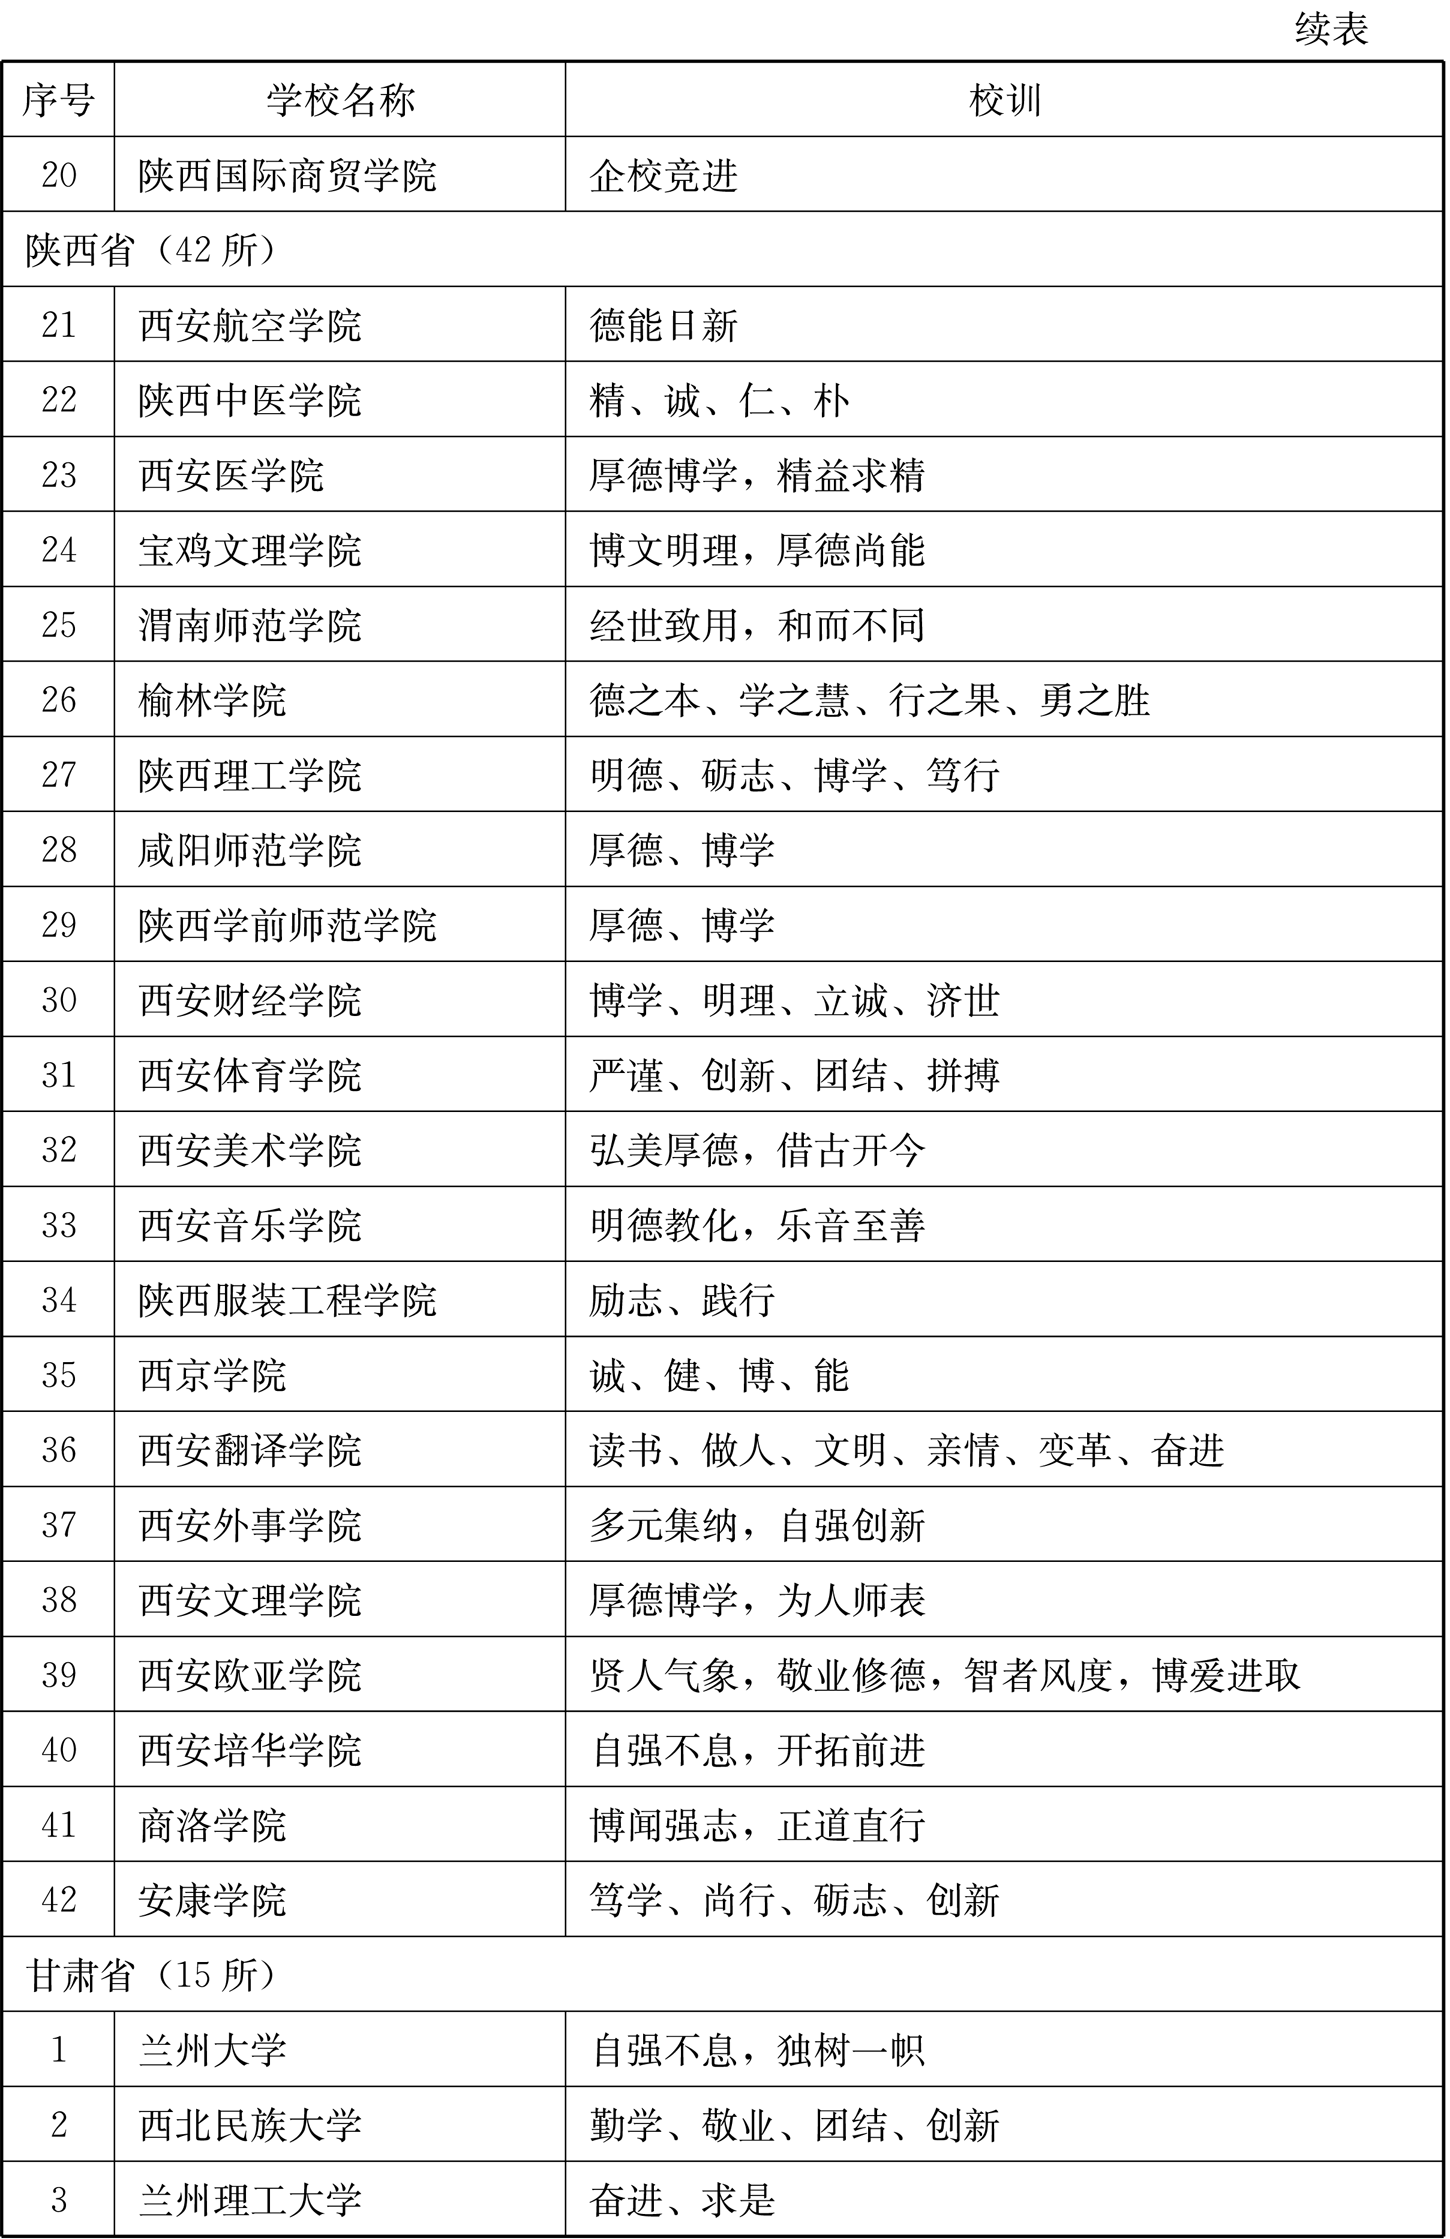 续表
序号 学校名称 校训
20 陕西国际商贸学院 企校竞进
陕西省（42 所）
21 西安航空学院 德能日新
22 陕西中医学院 精、诚、仁、朴
23 西安医学院 厚德博学，精益求精
24 宝鸡文理学院 博文明理，厚德尚能
25 渭南师范学院 经世致用，和而不同
26 榆林学院 德之本、学之慧、行之果、勇之胜
27 陕西理工学院 明德、砺志、博学、笃行
28 咸阳师范学院 厚德、博学
29 陕西学前师范学院 厚德、博学
30 西安财经学院 博学、明理、立诚、济世
31 西安体育学院 严谨、创新、团结、拼搏
32 西安美术学院 弘美厚德，借古开今
33 西安音乐学院 明德教化，乐音至善
34 陕西服装工程学院 励志、践行
35 西京学院 诚、健、博、能
36 西安翻译学院 读书、做人、文明、亲情、变革、奋进
37 西安外事学院 多元集纳，自强创新
38 西安文理学院 厚德博学，为人师表
39 西安欧亚学院 贤人气象，敬业修德，智者风度，博爱进取
40 西安培华学院 自强不息，开拓前进
41 商洛学院 博闻强志，正道直行
42 安康学院 笃学、尚行、砺志、创新
甘肃省（15 所）
1 兰州大学 自强不息，独树一帜
2 西北民族大学 勤学、敬业、团结、创新
3 兰州理工大学 奋进、求是